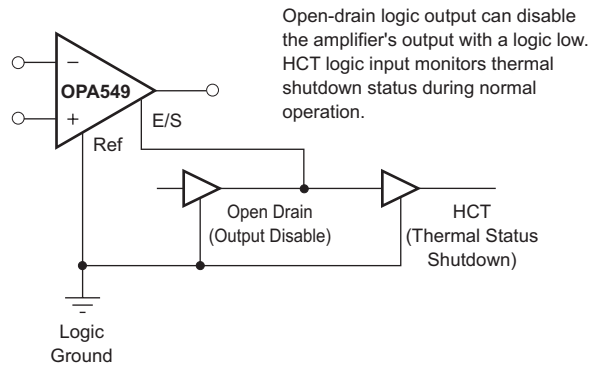 Open-drain logic output can disable
the amplifier's output with a logic low.
HCT logic input monitors thermal
shutdown status during normal
operation.
–
OPA549
+
E/S
Ref
Open Drain
(Output Disable)
HCT
(Thermal Status
Shutdown)
Logic
Ground